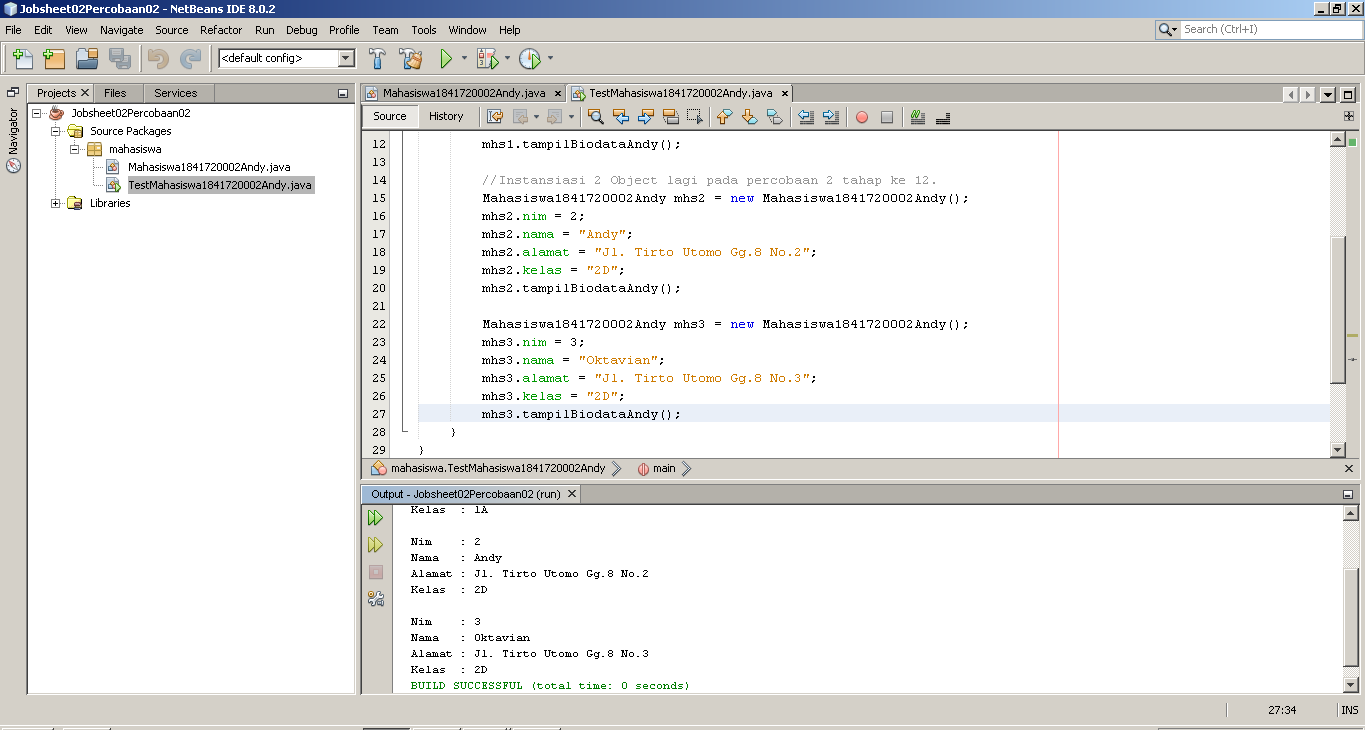 Jobsheet02Percobaan02 - NetBeans IDE 8.0.2
File Edit View Navigate Source Refactor Run Debug Profile Team Tools Window Help
Search (Ctrl+I)
<default config>
Projects Files Services
Navigator
Jobsheet02Percobaan02
Source Packages
mahasiswa
Mahasiswa1841720002Andy.java
TestMahasiswa1841720002Andy.java
Libraries
Mahasiswa1841720002Andy.java TestMahasiswa1841720002Andy.java
Source History
12 mhs1.tampilBiodataAndy();
13
14 //Instansiasi 2 Object lagi pada percobaan 2 tahap ke 12.
15 Mahasiswa1841720002Andy mhs2 = new Mahasiswa1841720002Andy();
16 mhs2.nim = 2;
17 mhs2.nama = "Andy";
18 mhs2.alamat = "Jl. Tirto Utomo Gg.8 No.2";
19 mhs2.kelas = "2D";
20 mhs2.tampilBiodataAndy();
21
22 Mahasiswa1841720002Andy mhs3 = new Mahasiswa1841720002Andy();
23 mhs3.nim = 3;
24 mhs3.nama = "Oktavian";
25 mhs3.alamat = "Jl. Tirto Utomo Gg.8 No.3";
26 mhs3.kelas = "2D";
27 mhs3.tampilBiodataAndy();
28 }
29 }
mahasiswa.TestMahasiswa1841720002Andy main
Output - Jobsheet02Percobaan02 (run)
Kelas : 1A
Nim : 2
Nama : Andy
Alamat : Jl. Tirto Utomo Gg.8 No.2
Kelas : 2D
Nim : 3
Nama : Oktavian
Alamat : Jl. Tirto Utomo Gg.8 No.3
Kelas : 2D
BUILD SUCCESSFUL (total time: 0 seconds)
27:34 INS